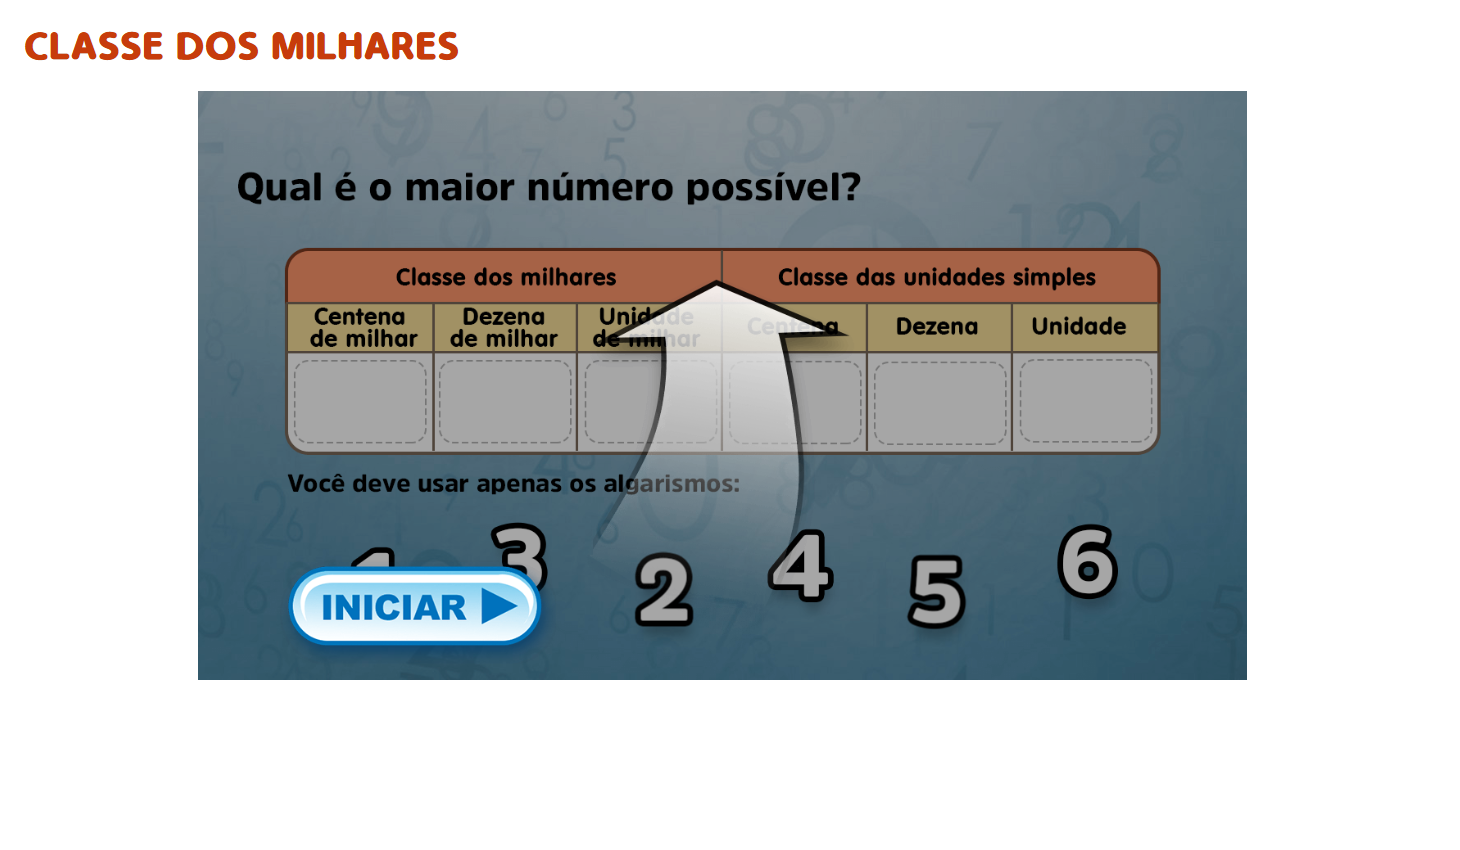 CLASSE DOS MILHARES
Qual é o maior número possível?
Classe dos milhares Classe das unidades simples
Centena de milhar
Dezena de milhar
Unidade de milhar
Centena
Dezena
Unidade
Você deve usar apenas os algarismos:
1 3 2 4 5 6
INICIAR